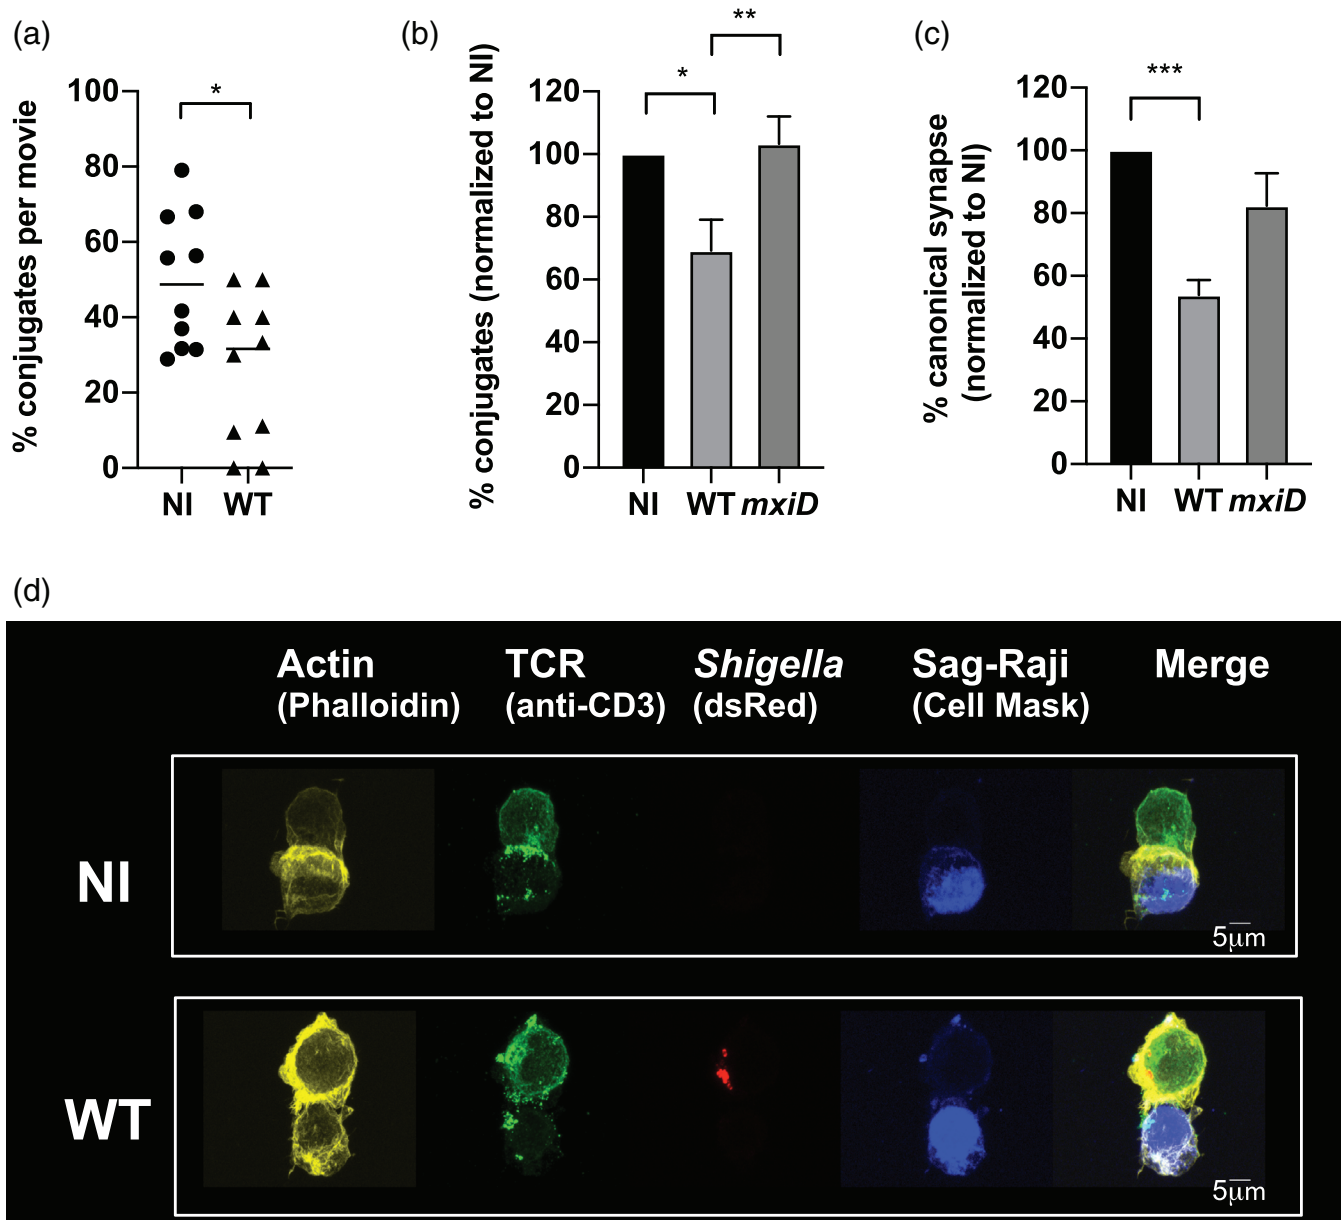 (a)
% conjugates per movie
100
80
60
40
20
0
*
NI WT
(b)
% conjugates (normalized to NI)
120
100
80
60
40
20
0
*
**
NI WT mxiD
(c)
% canonical synapse
(normalized to NI)
120
100
80
60
40
20
0
***
NI WT mxiD
(d)
Actin
(Phalloidin)
TCR
(anti-CD3)
Shigella
(dsRed)
Sag-Raji
(Cell Mask)
Merge
NI
5μm
WT
5μm